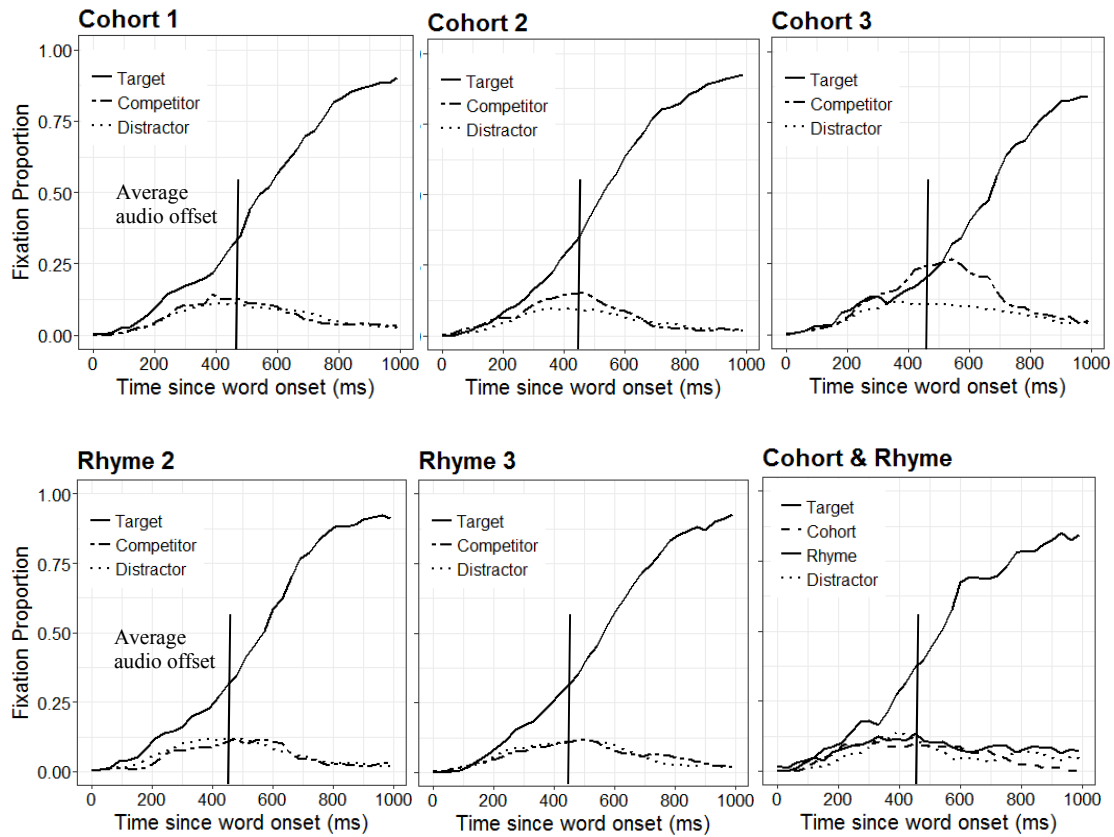 Cohort 1
Cohort 2
Cohort 3
1.00
0.75
0.50
0.25
0.00
Fixation Proportion
Target
Competitor
Distractor
Average
audio offset
0 200 400 600 800 1000
Time since word onset (ms)
Target
Competitor
Distractor
0 200 400 600 800 1000
Time since word onset (ms)
Target
Competitor
Distractor
0 200 400 600 800 1000
Time since word onset (ms)
Rhyme 2
Rhyme 3
Cohort & Rhyme
1.00
0.75
0.50
0.25
0.00
Fixation Proportion
Target
Competitor
Distractor
Average
audio offset
0 200 400 600 800 1000
Time since word onset (ms)
Target
Competitor
Distractor
0 200 400 600 800 1000
Time since word onset (ms)
Target
Cohort
Rhyme
Distractor
0 200 400 600 800 1000
Time since word onset (ms)